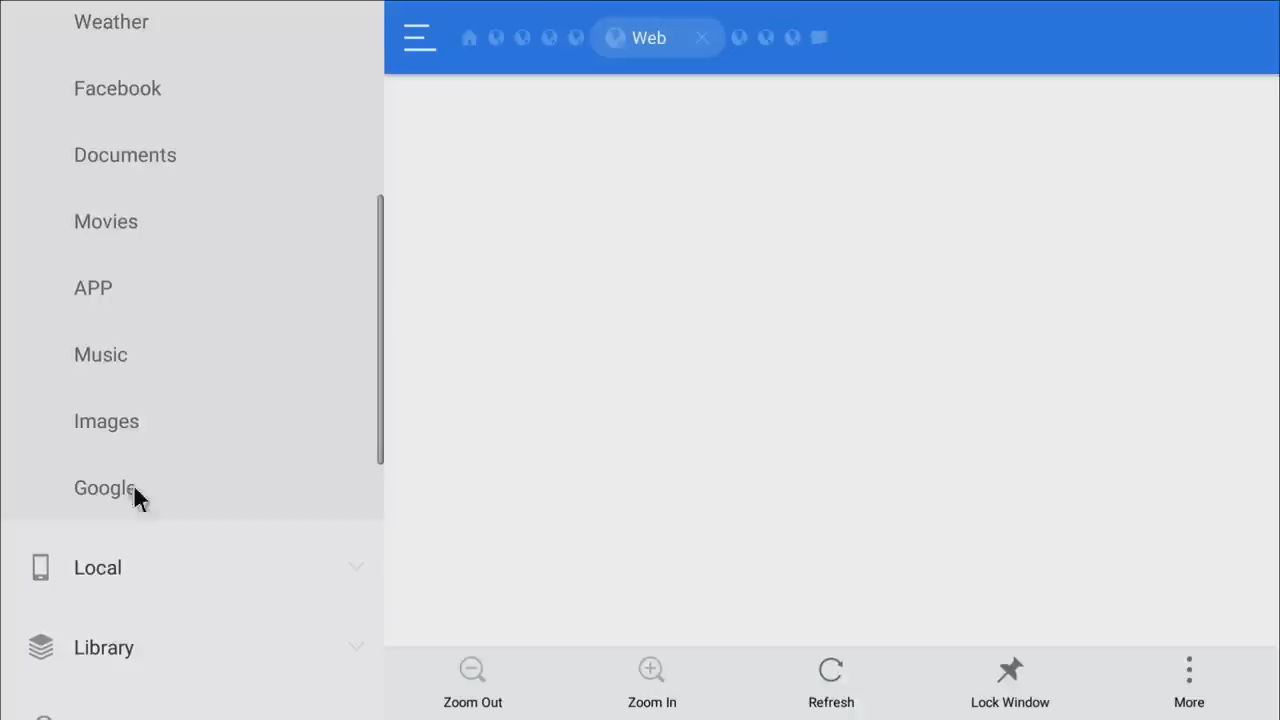 Weather
Facebook
Documents
Movies
APP
Music
Images
Google
Local
Library
Web
Zoom Out
Zoom In
Refresh
Lock Window
More